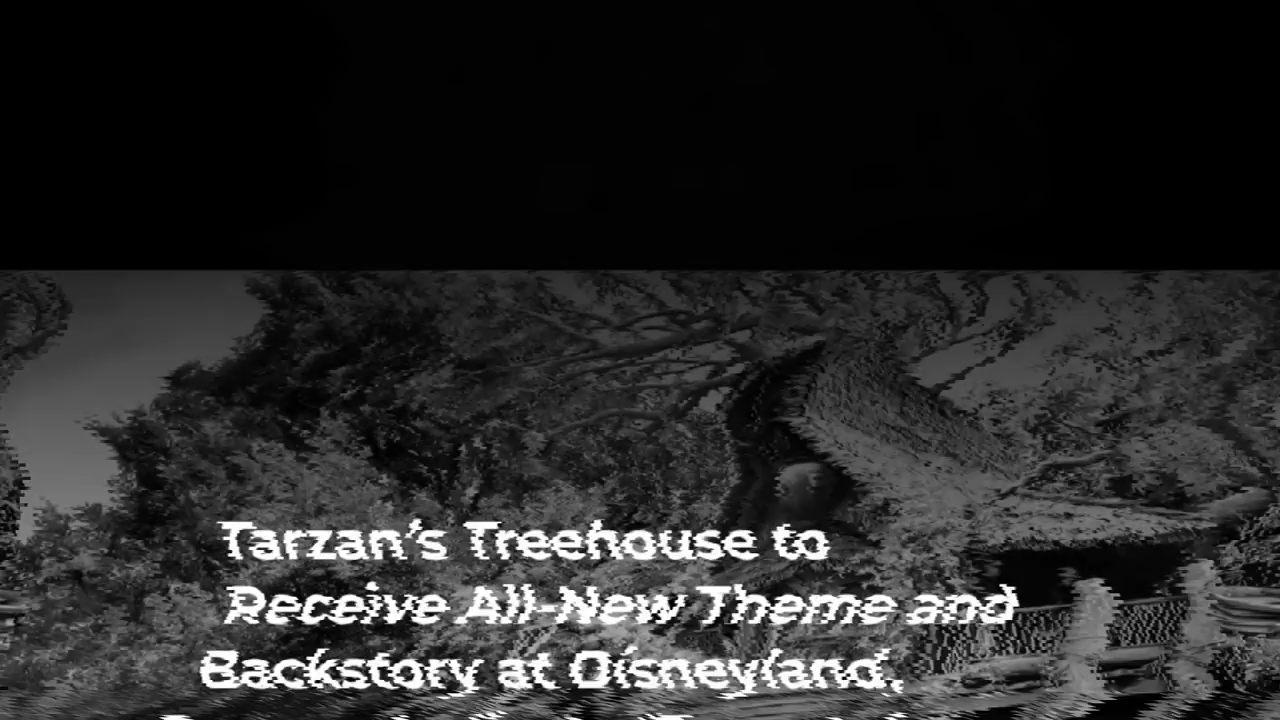 Tarzan's Treehouse to
Receive All-New Theme and
Backstory at Disneyland,